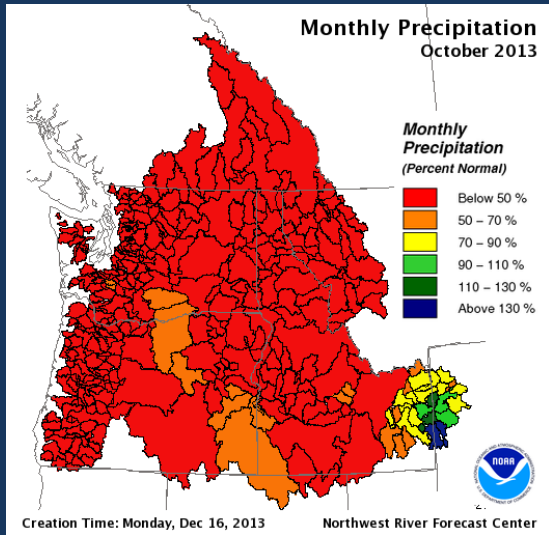 Monthly Precipitation
October 2013
Monthly
Precipitation
(Percent Normal)
Below 50 %
50 – 70 %
70 – 90 %
90 – 110 %
110 – 130 %
Above 130 %
NOAA
Creation Time: Monday, Dec 16, 2013
Northwest River Forecast Center